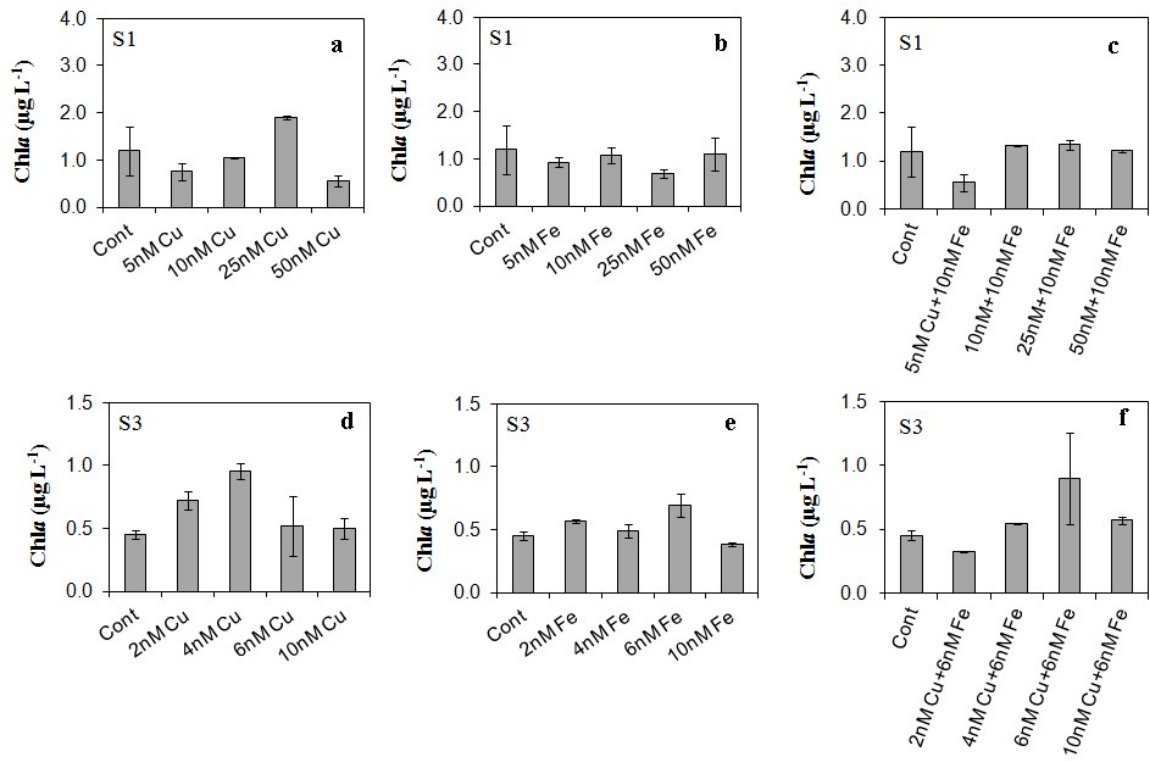 S1
a
4.0
3.0
2.0
1.0
0.0
Chla (µg L⁻¹)
Cont
5nM Cu
10nM Cu
25nM Cu
50nM Cu
S1
b
4.0
3.0
2.0
1.0
0.0
Chla (µg L⁻¹)
Cont
5nM Fe
10nM Fe
25nM Fe
50nM Fe
S1
c
4.0
3.0
2.0
1.0
0.0
Chla (µg L⁻¹)
Cont
5nM Cu+10nM Fe
10nM+10nM Fe
25nM+10nM Fe
50nM+10nM Fe
S3
d
1.5
1.0
0.5
0.0
Chla (µg L⁻¹)
Cont
2nM Cu
4nM Cu
6nM Cu
10nM Cu
S3
e
1.5
1.0
0.5
0.0
Chla (µg L⁻¹)
Cont
2nM Fe
4nM Fe
6nM Fe
10nM Fe
S3
f
1.5
1.0
0.5
0.0
Chla (µg L⁻¹)
Cont
2nM Cu+6nM Fe
4nM Cu+6nM Fe
6nM Cu+6nM Fe
10nM Cu+6nM Fe